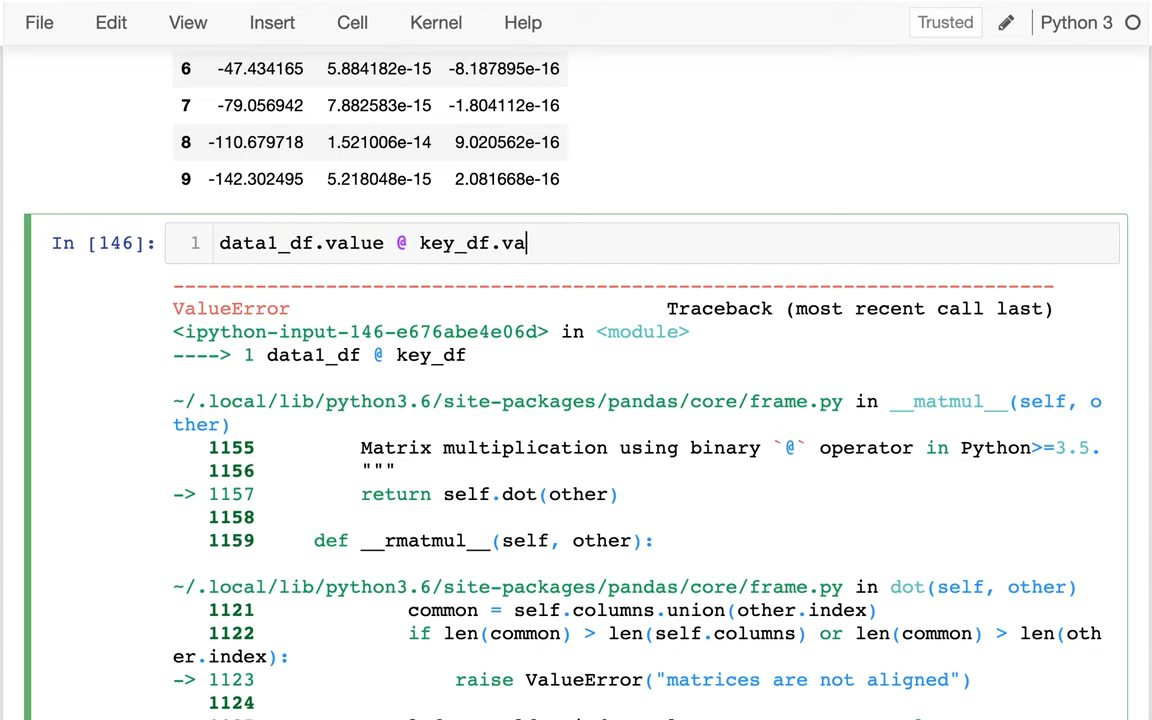 File Edit View Insert Cell Kernel Help Trusted Python 3
6 -47.434165 5.884182e-15 -8.187895e-16
7 -79.056942 7.882583e-15 -1.804112e-16
8 -110.679718 1.521006e-14 9.020562e-16
9 -142.302495 5.218048e-15 2.081668e-16
In [146]: 1 data1_df.value @ key_df.va
---------------------------------------------------------------------------
ValueError Traceback (most recent call last)
<ipython-input-146-e676abe4e06d> in <module>
----> 1 data1_df @ key_df
~/.local/lib/python3.6/site-packages/pandas/core/frame.py in __matmul__(self, o
ther)
1155 Matrix multiplication using binary `@` operator in Python>=3.5.
1156 """
-> 1157 return self.dot(other)
1158
1159 def __rmatmul__(self, other):
~/.local/lib/python3.6/site-packages/pandas/core/frame.py in dot(self, other)
1121 common = self.columns.union(other.index)
1122 if len(common) > len(self.columns) or len(common) > len(oth
er.index):
-> 1123 raise ValueError("matrices are not aligned")
1124